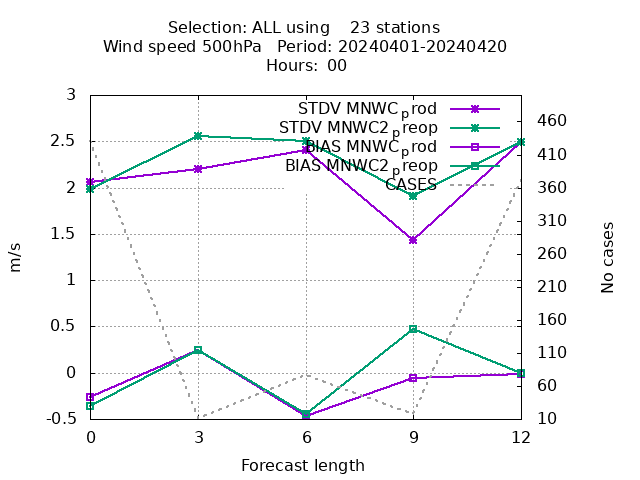 Selection: ALL using 23 stations
Wind speed 500hPa Period: 20240401-20240420
Hours: 00
3
2.5
2
1.5
1
0.5
0
-0.5
m/s
STDV MNWC_prod
STDV MNWC2_preop
BIAS MNWC_prod
BIAS MNWC2_preop
CASES
460
410
360
310
260
210
160
110
60
10
No cases
0 3 6 9 12
Forecast length